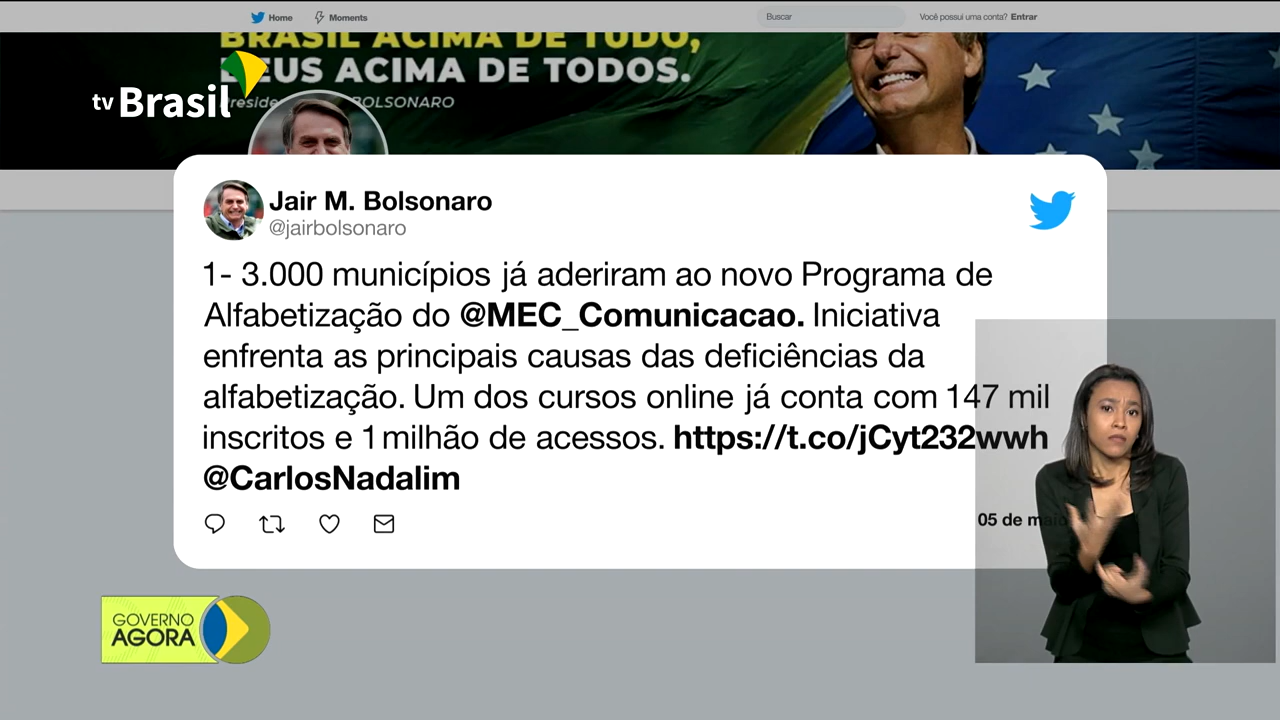 Home
Moments
Buscar
Você possui uma conta? Entrar
BRASIL ACIMA DE TUDO,
DEUS ACIMA DE TODOS.
BOLSONARO
tv Brasil
Jair M. Bolsonaro
@jairbolsonaro
1- 3.000 municípios já aderiram ao novo Programa de
Alfabetização do @MEC_Comunicacao. Iniciativa
enfrenta as principais causas das deficiências da
alfabetização. Um dos cursos online já conta com 147 mil
inscritos e 1 milhão de acessos. https://t.co/jCyt232wwh
@CarlosNadalim
05 de maio
GOVERNO
AGORA